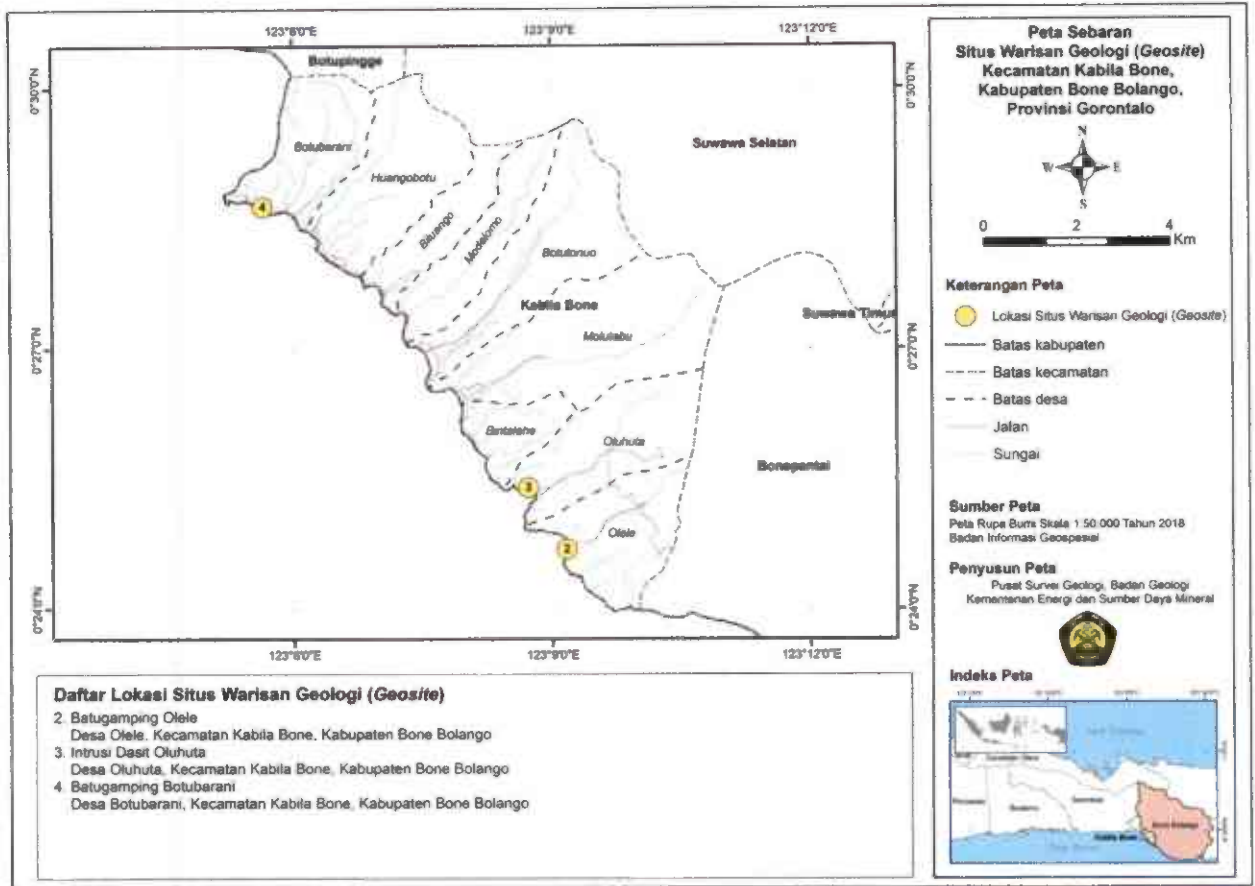 Peta Sebaran
Situs Warisan Geologi (Geosite)
Kecamatan Kabila Bone,
Kabupaten Bone Bolango,
Provinsi Gorontalo
N
W E
S
0 2 4
Km
Keterangan Peta
Lokasi Situs Warisan Geologi (Geosite)
Batas kabupaten
Batas kecamatan
Batas desa
Jalan
Sungai
Sumber Peta
Peta Rupa Bumi Skala 1:50.000 Tahun 2018
Badan Informasi Geospasial
Penyusun Peta
Pusat Survei Geologi, Badan Geologi
Kementerian Energi dan Sumber Daya Mineral
Indeks Peta
Kabila Bone
Bone Bolango
123°6'0"E 123°9'0"E 123°12'0"E
0°30'0"N 0°30'0"N
0°27'0"N 0°27'0"N
0°24'0"N 0°24'0"N
123°6'0"E 123°9'0"E 123°12'0"E
Botupingge
Suwawa Selatan
Botubarani
Huangobotu
4
Biluango
Modelomo
Botutonuo
Kabila Bone
Suwawa Timur
Molutabu
Bintalahe
Oluhuta
Bonepantai
3
Olele
2
Daftar Lokasi Situs Warisan Geologi (Geosite)
2. Batugamping Olele
Desa Olele, Kecamatan Kabila Bone, Kabupaten Bone Bolango
3. Intrusi Dasit Oluhuta
Desa Oluhuta, Kecamatan Kabila Bone, Kabupaten Bone Bolango
4 Batugamping Botubarani
Desa Botubarani, Kecamatan Kabila Bone, Kabupaten Bone Bolango